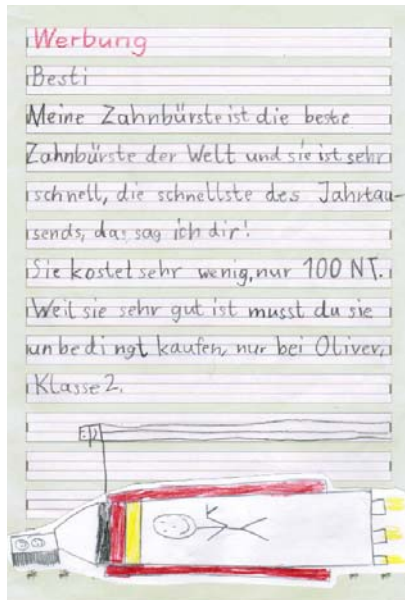 Werbung
Besti
Meine Zahnbürste ist die beste
Zahnbürste der Welt und sie ist sehr
schnell, die schnellste des Jahrtau-
sends, das sag ich dir!
Sie kostet sehr wenig, nur 100 NT.
Weil sie sehr gut ist musst du sie
unbedingt kaufen, nur bei Oliver,
Klasse 2.